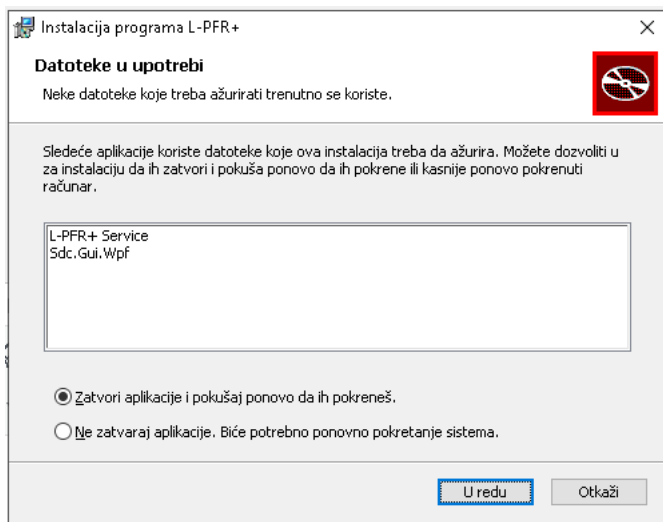 Instalacija programa L-PFR+
Datoteke u upotrebi
Neke datoteke koje treba ažurirati trenutno se koriste.
Sledeće aplikacije koriste datoteke koje ova instalacija treba da ažurira. Možete dozvoliti u
za instalaciju da ih zatvori i pokuša ponovo da ih pokrene ili kasnije ponovo pokrenuti
računar.
L-PFR+ Service
Sdc.Gui.Wpf
Zatvori aplikacije i pokušaj ponovo da ih pokreneš.
Ne zatvaraj aplikacije. Biće potrebno ponovno pokretanje sistema.
U redu Otkaži